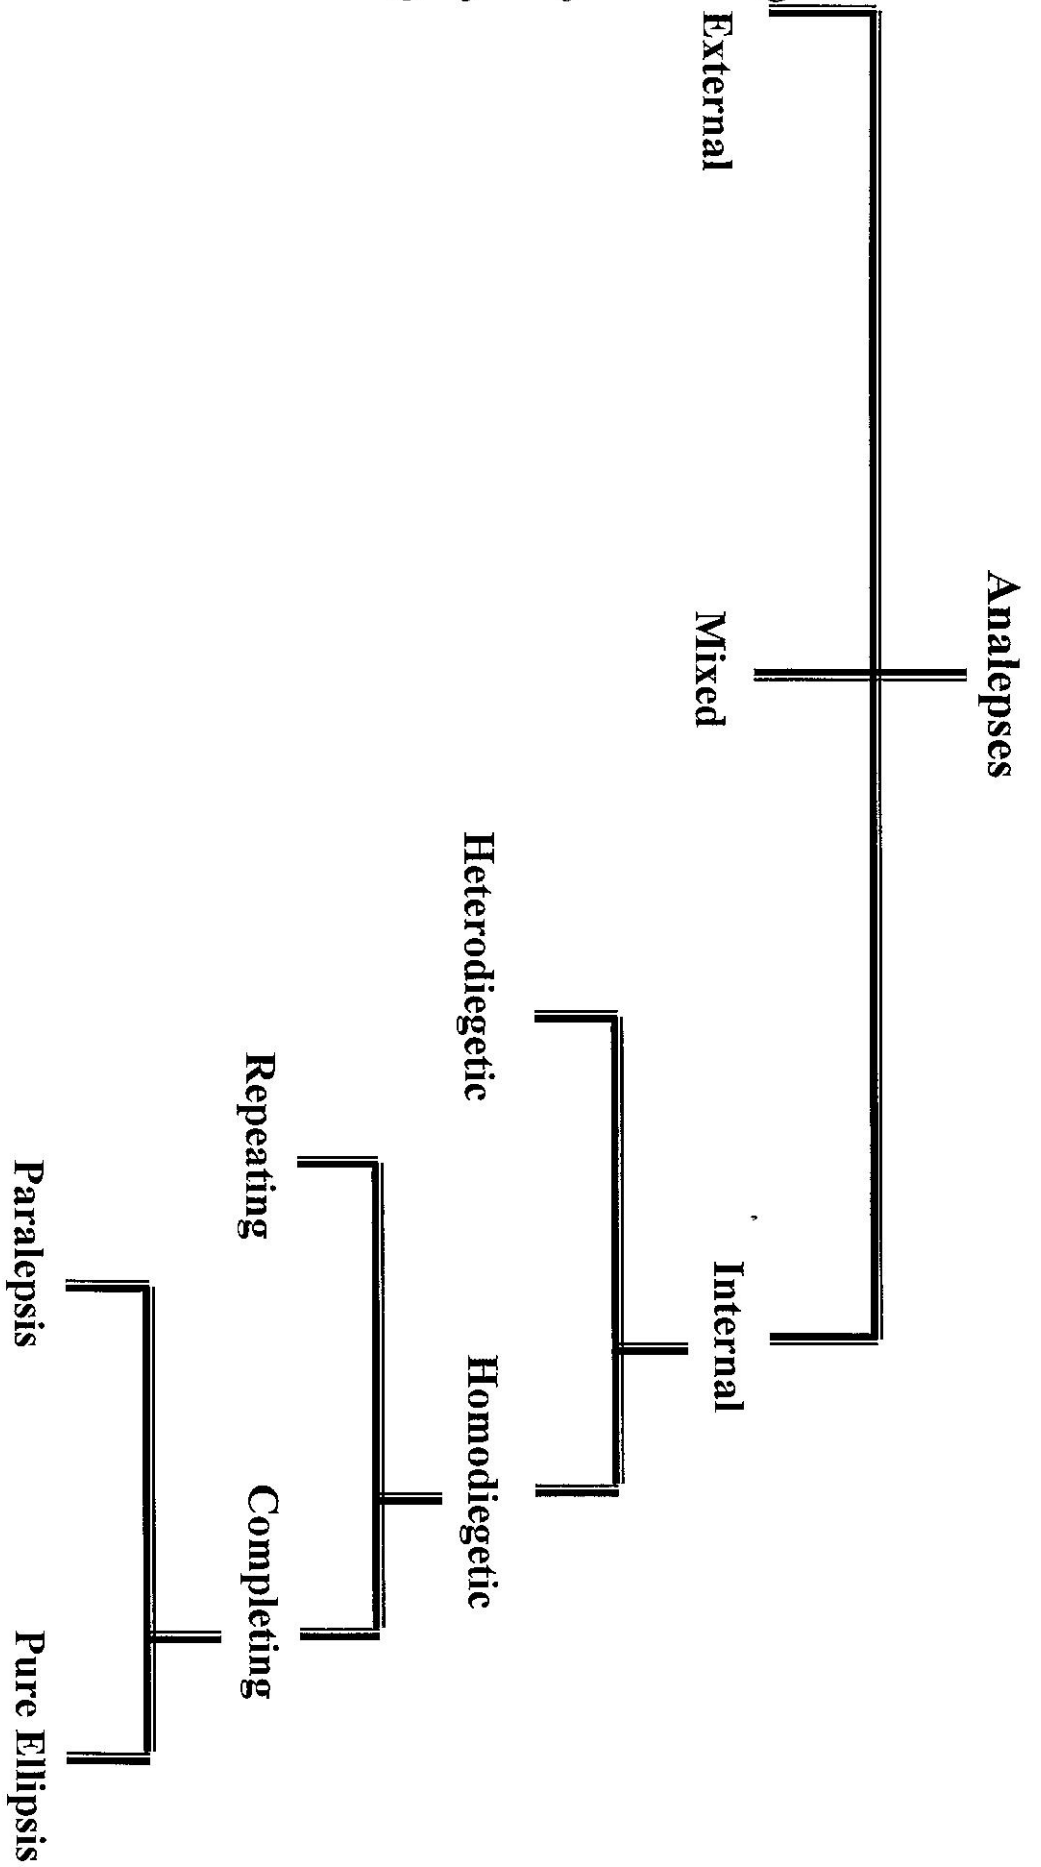 Analepses
External
Mixed
Internal
Heterodiegetic
Homodiegetic
Repeating
Completing
Paralepsis
Pure Ellipsis